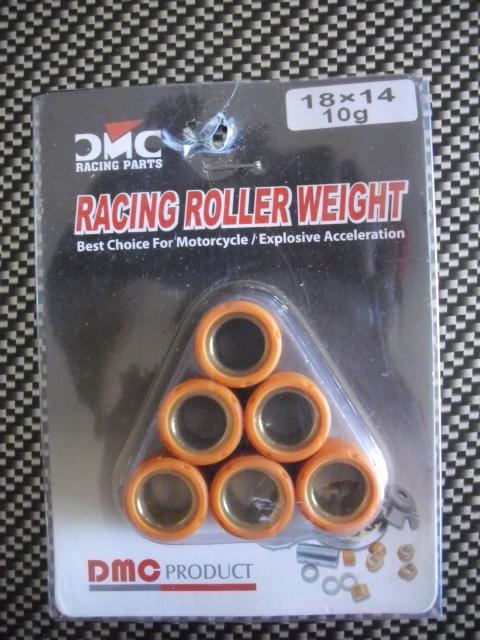 18×14
10g
DMC
RACING PARTS
RACING ROLLER WEIGHT
Best Choice For Motorcycle / Explosive Acceleration
DMC PRODUCT